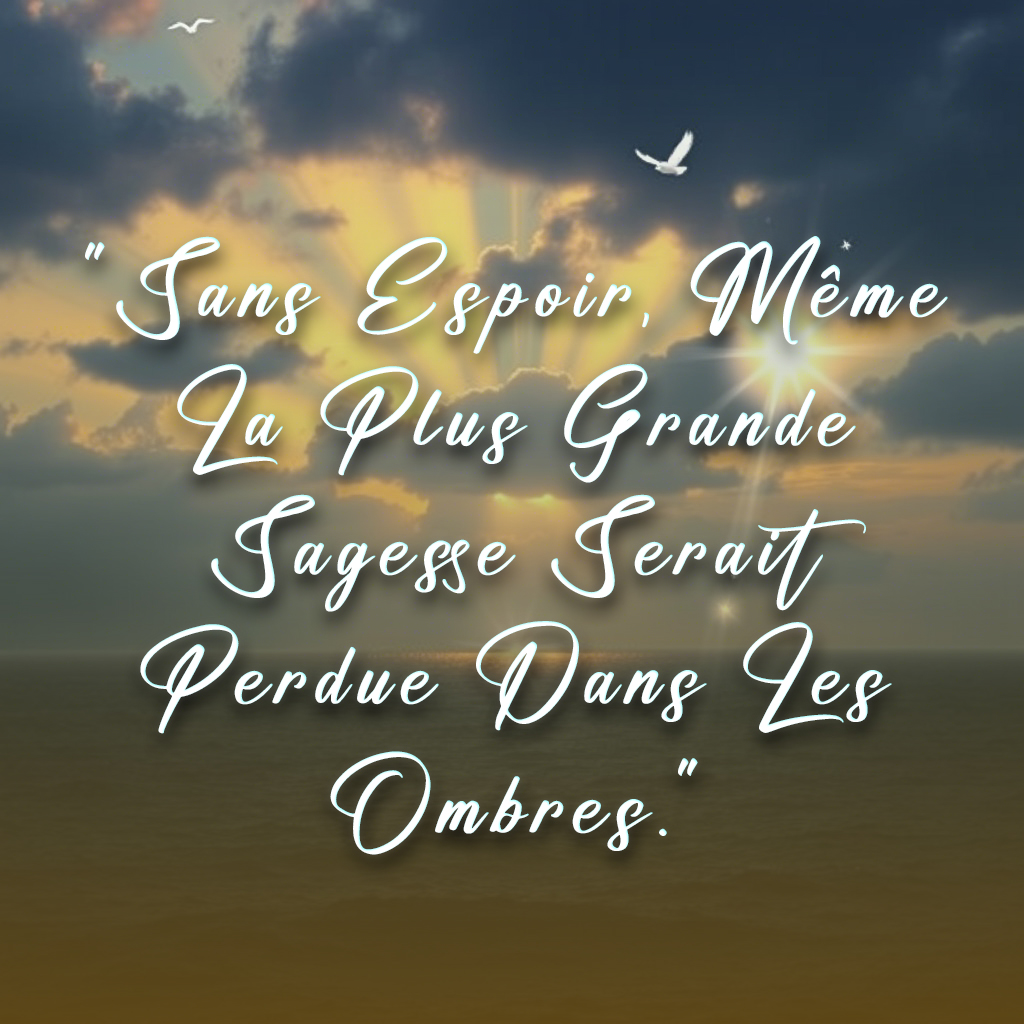 "Sans Espoir, Même
La Plus Grande
Sagesse Serait
Perdue Dans Les
Ombres."